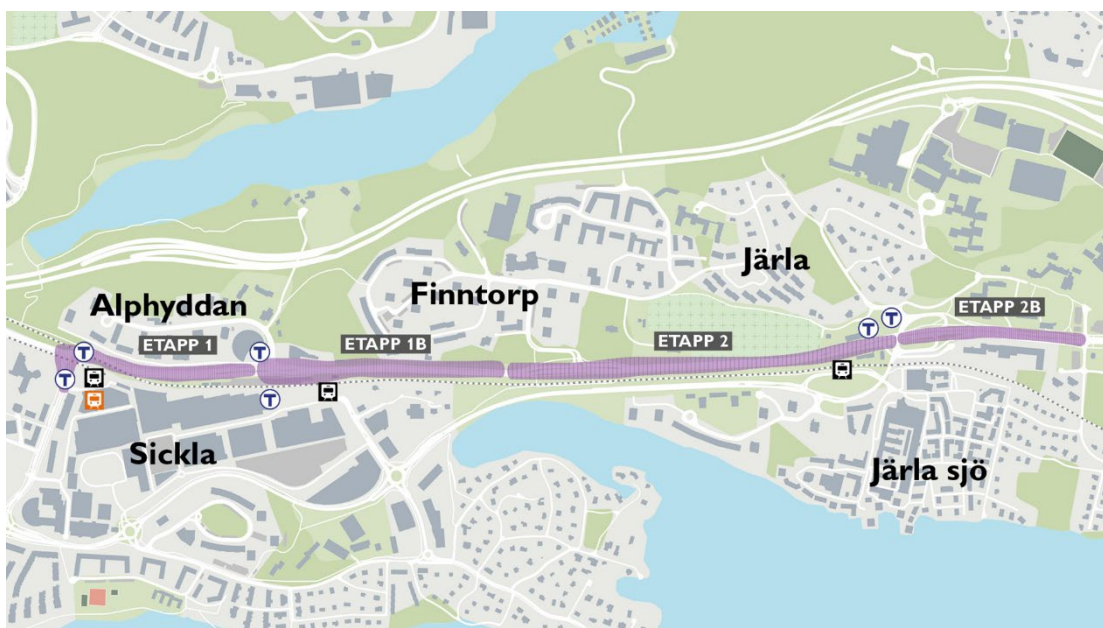 Järla
Finntorp
Alphyddan
ETAPP 2B
ETAPP 1
ETAPP 1B
ETAPP 2
T
T
T
T
T
T
Sickla
Järla sjö